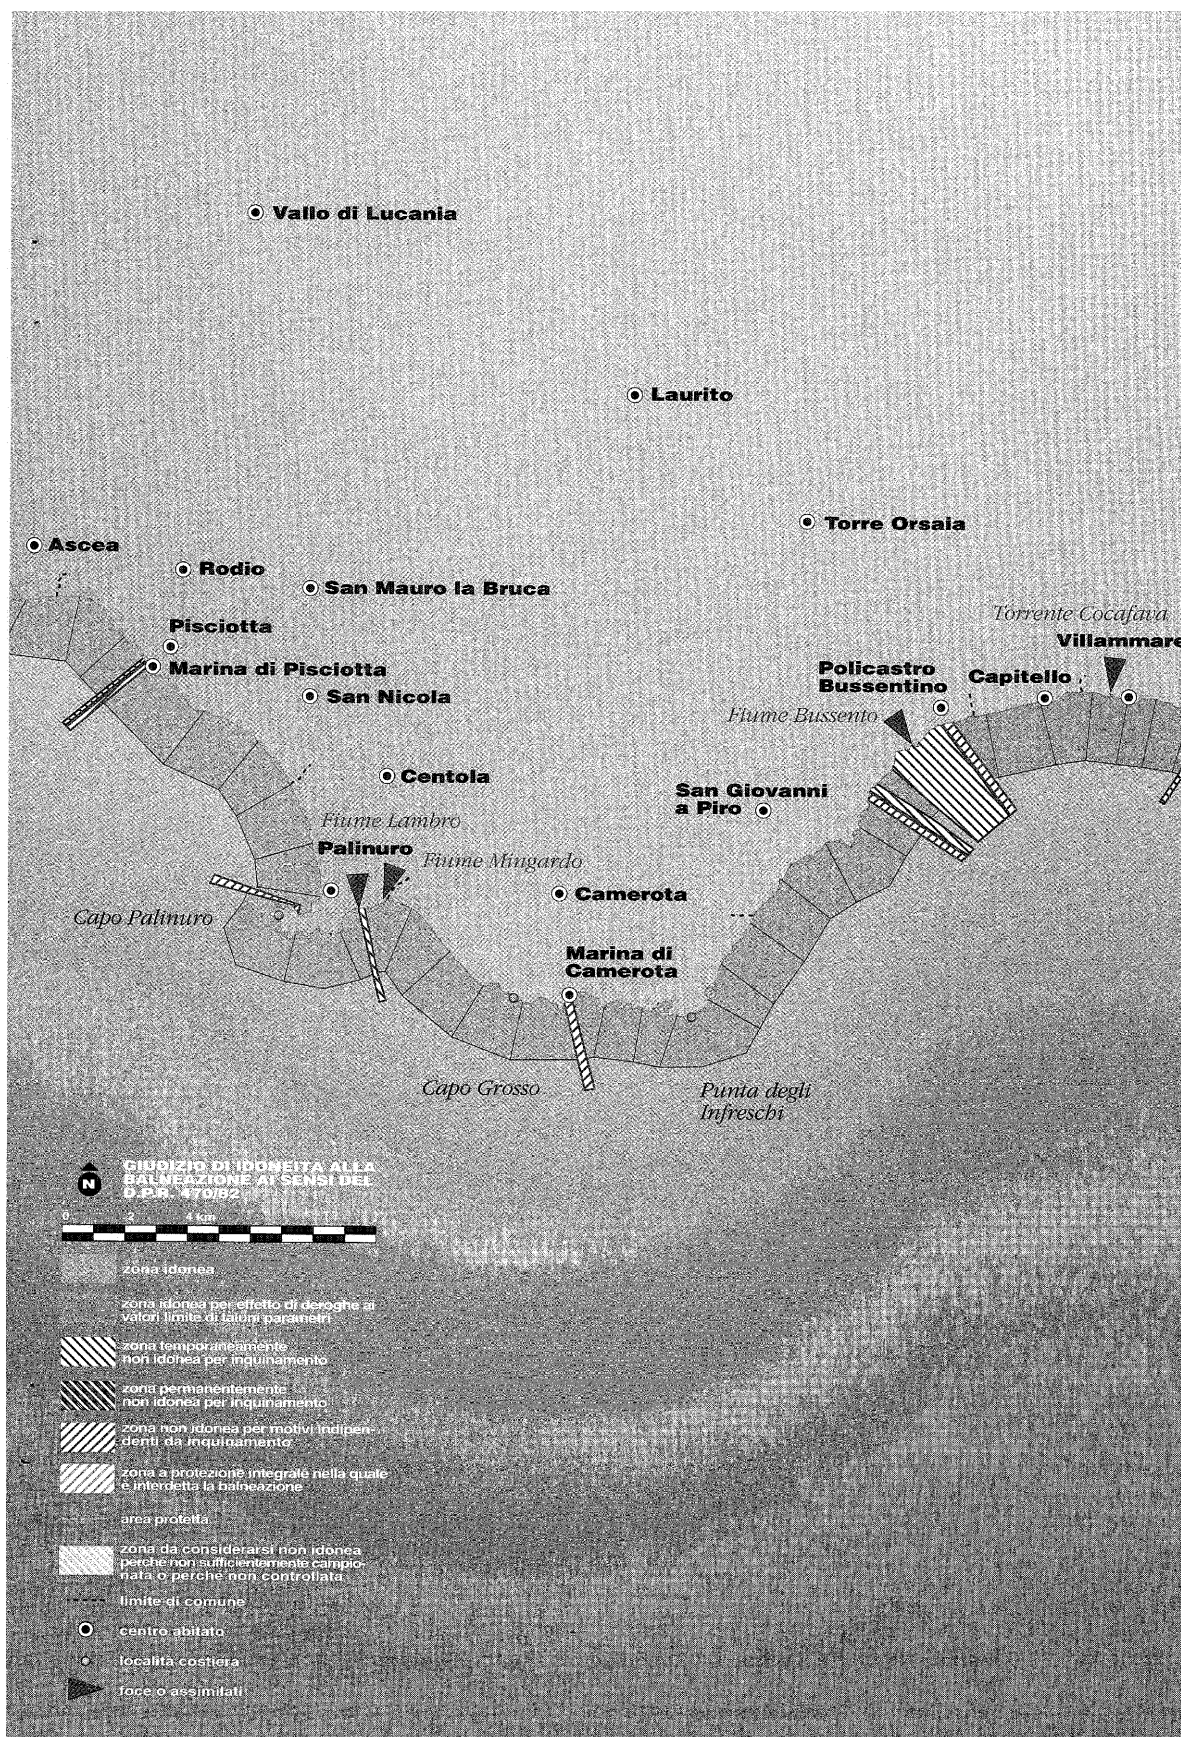 Vallo di Lucania
Laurito
Torre Orsaia
Ascea
Rodio
San Mauro la Bruca
Torrente Cocafava
Pisciotta
Villammare
Marina di Pisciotta
Policastro
Bussentino
Capitello
San Nicola
Fiume Bussento
Centola
San Giovanni
a Piro
Fiume Lambro
Palinuro
Fiume Mingardo
Camerota
Capo Palinuro
Marina di
Camerota
Capo Grosso
Punta degli
Infreschi
GIUDIZIO DI IDONEITA ALLA
BALNEAZIONE AI SENSI DEL
D.P.R. 470/82
N
0 2 4 km
zona idonea
zona idonea per effetto di deroghe ai
valori limite di taluni parametri
zona temporaneamente
non idonea per inquinamento
zona permanentemente
non idonea per inquinamento
zona non idonea per motivi indipen-
denti da inquinamento
zona a protezione integrale nella quale
è interdetta la balneazione
area protetta
zona da considerarsi non idonea
perché non sufficientemente campio-
nata o perché non controllata
limite di comune
centro abitato
località costiera
foce o assimilati